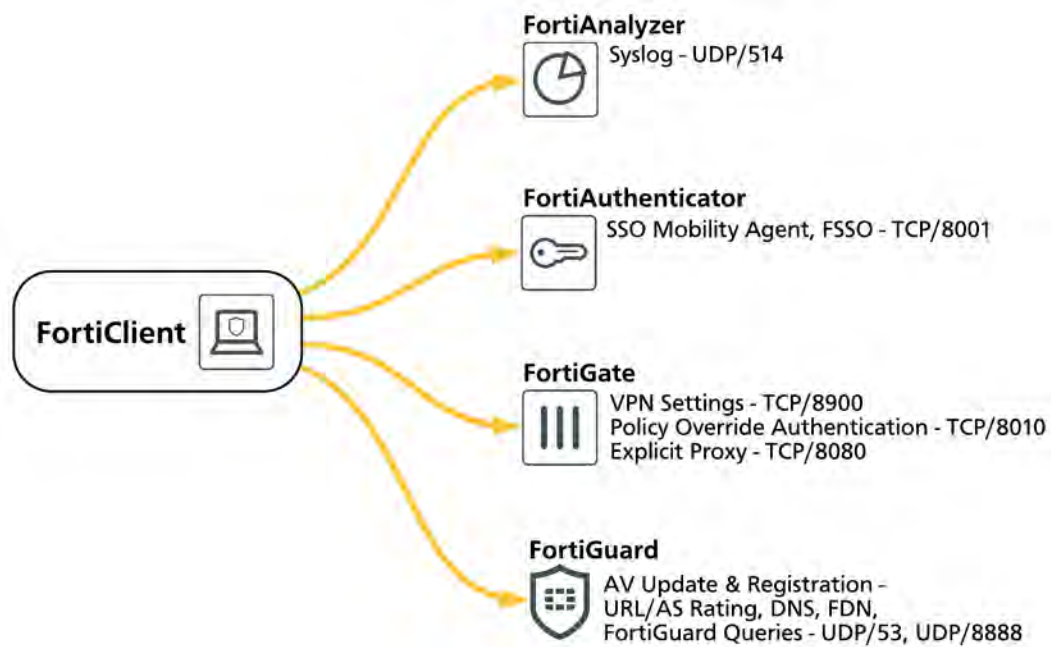 FortiAnalyzer
Syslog - UDP/514
FortiAuthenticator
SSO Mobility Agent, FSSO - TCP/8001
FortiClient
FortiGate
VPN Settings - TCP/8900
Policy Override Authentication - TCP/8010
Explicit Proxy - TCP/8080
FortiGuard
AV Update & Registration -
URL/AS Rating, DNS, FDN,
FortiGuard Queries - UDP/53, UDP/8888